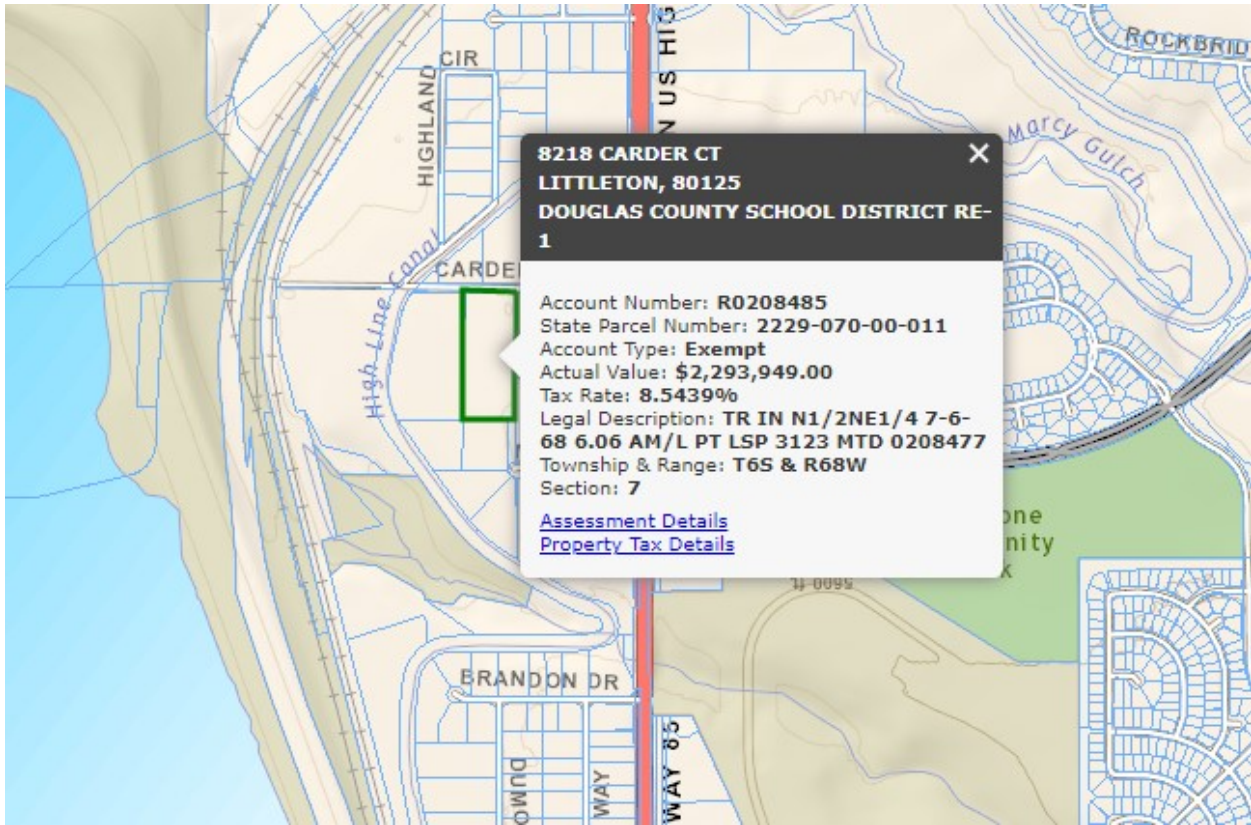 CIR
HIGHLAND
N US HIG
ROCKBRID
Marcy Gulch
8218 CARDER CT
LITTLETON, 80125
DOUGLAS COUNTY SCHOOL DISTRICT RE-
1
High Line Canal
CARDE
Account Number: R0208485
State Parcel Number: 2229-070-00-011
Account Type: Exempt
Actual Value: $2,293,949.00
Tax Rate: 8.5439%
Legal Description: TR IN N1/2NE1/4 7-6-
68 6.06 AM/L PT LSP 3123 MTD 0208477
Township & Range: T6S & R68W
Section: 7
Assessment Details
Property Tax Details
one
nity
k
5600 ft
BRANDON DR
DUMO
WAY
WAY 85